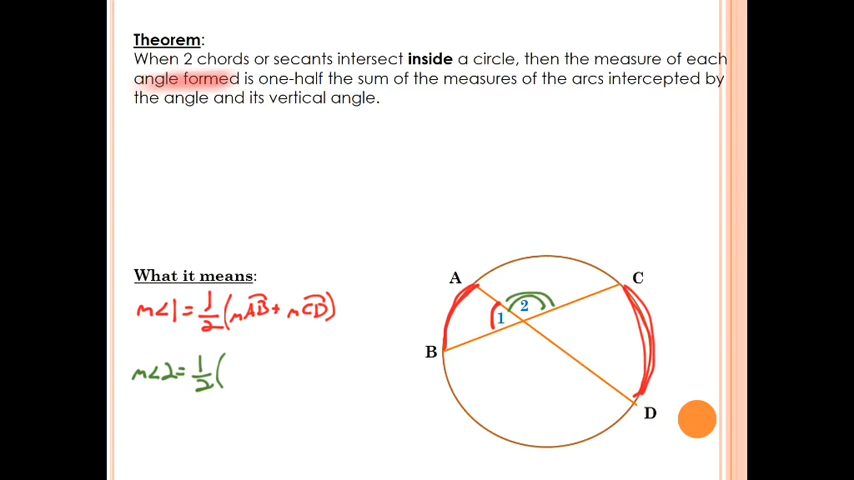 Theorem:
When 2 chords or secants intersect inside a circle, then the measure of each
angle formed is one-half the sum of the measures of the arcs intercepted by
the angle and its vertical angle.
What it means:
m∠1 = 1/2 (mA͡B + mC͡D)
m∠2 = 1/2 (
A
C
2
1
B
D